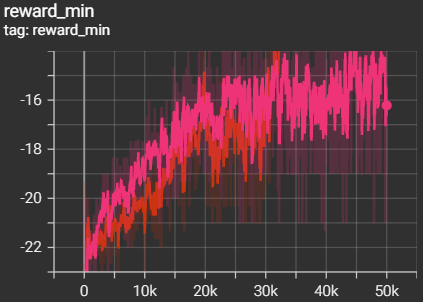 reward_min
tag: reward_min
-16
-18
-20
-22
0 10k 20k 30k 40k 50k